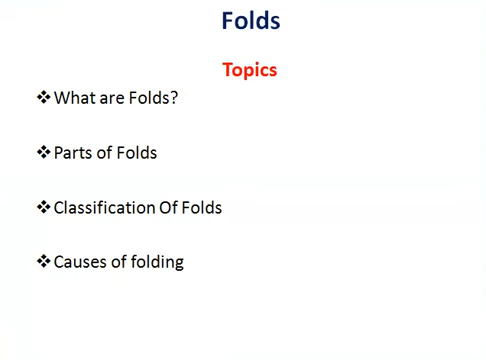 Folds
Topics
❖What are Folds?
❖Parts of Folds
❖Classification Of Folds
❖Causes of folding